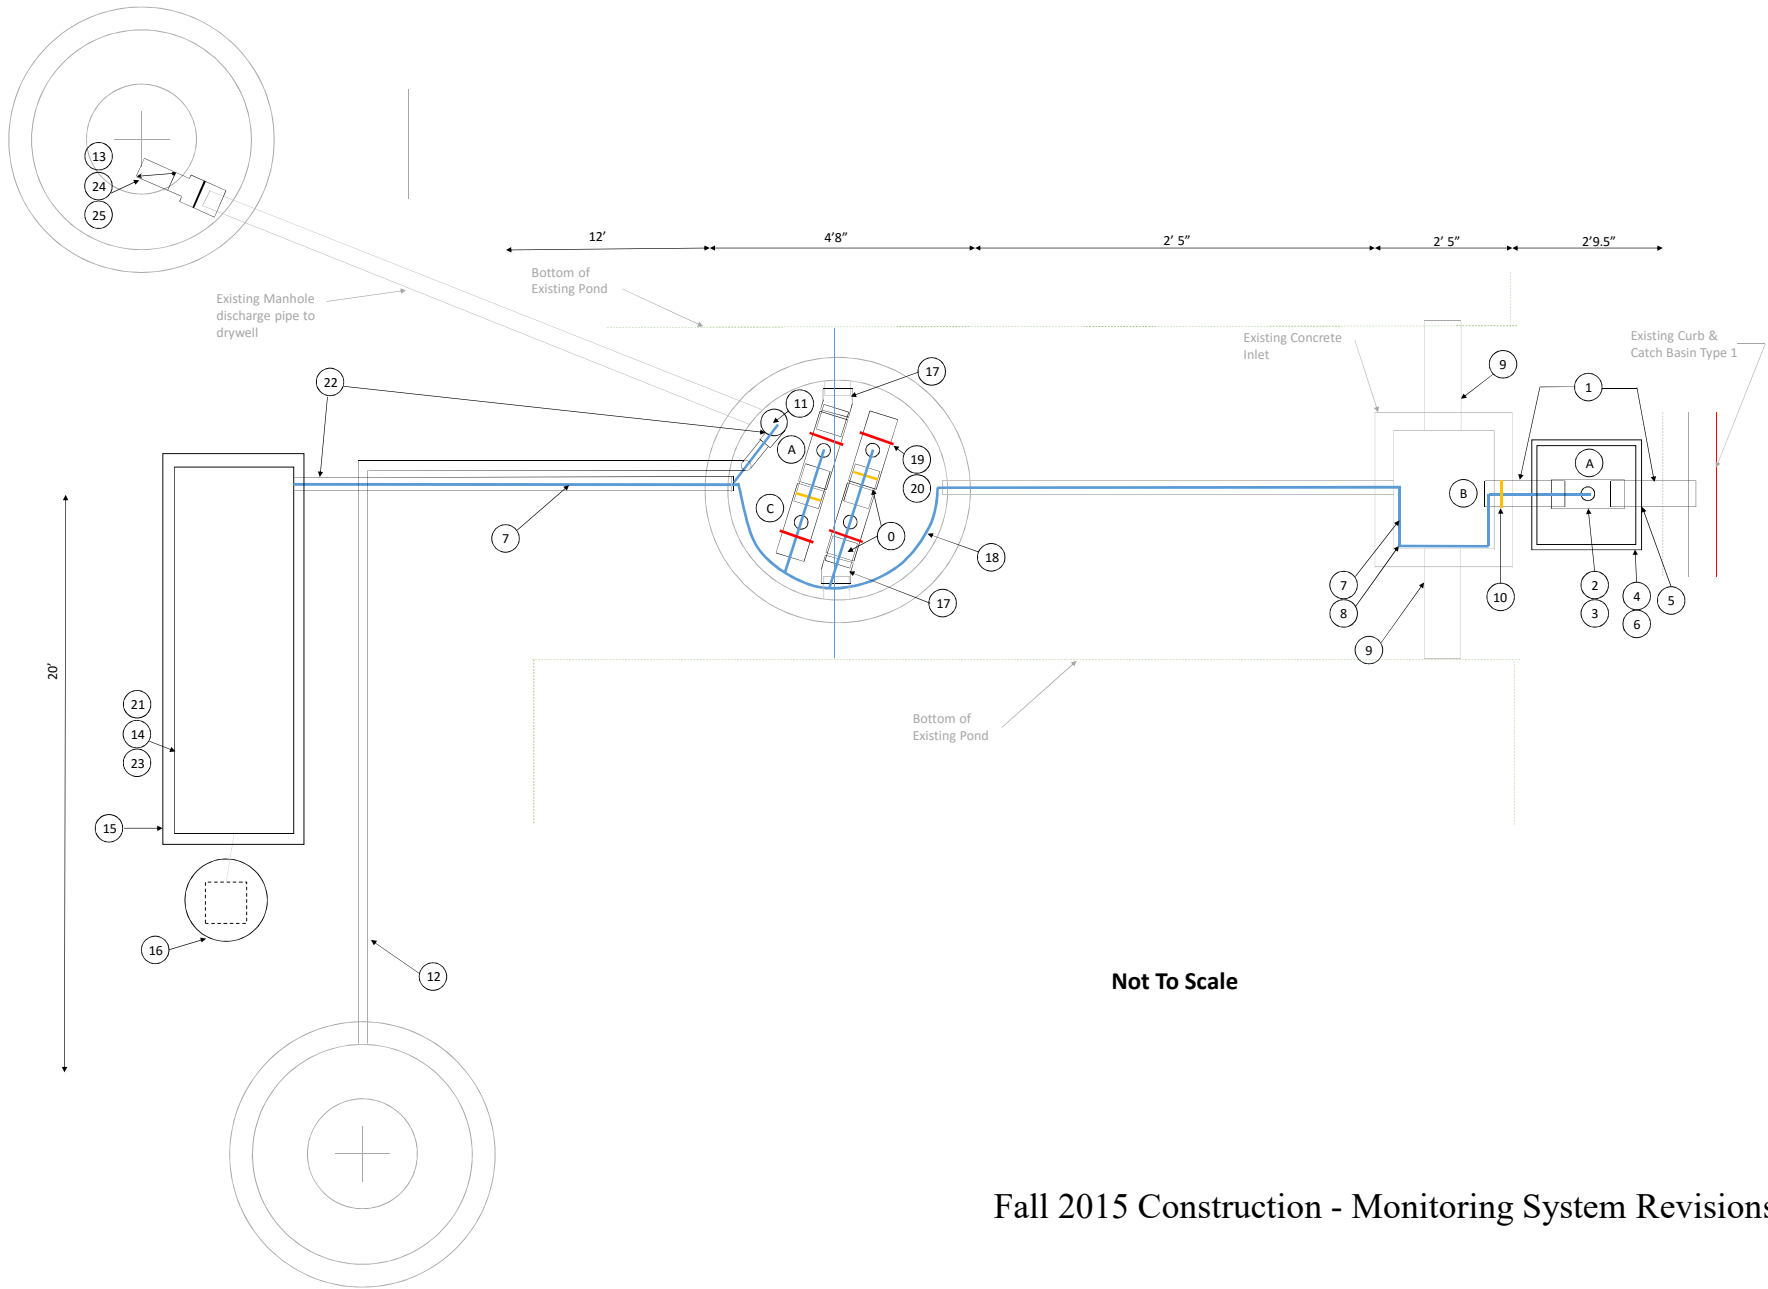 13
24
25
12'
4'8"
2' 5"
2' 5"
2'9.5"
Bottom of
Existing Pond
Existing Manhole
discharge pipe to
drywell
Existing Concrete
Inlet
Existing Curb &
Catch Basin Type 1
17
9
22
11
1
A
19
20
A
B
C
0
7
18
17
7
8
10
2
3
4
6
5
9
20'
21
14
23
Bottom of
Existing Pond
15
16
12
Not To Scale
Fall 2015 Construction - Monitoring System Revisions